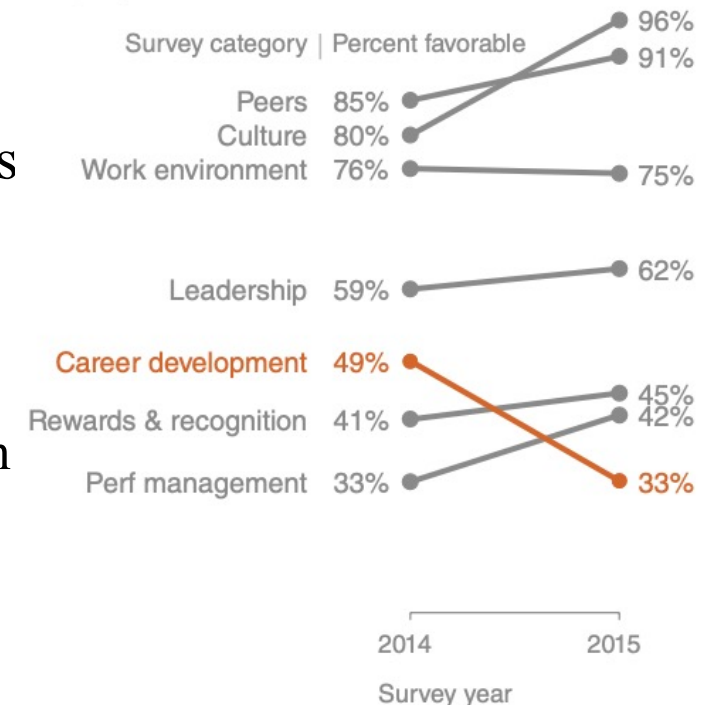 Survey category | Percent favorable
96%
91%
Peers 85%
Culture 80%
s
Work environment 76% 75%
Leadership 59% 62%
Career development 49%
45%
Rewards & recognition 41% 42%
n
Perf management 33% 33%
2014 2015
Survey year